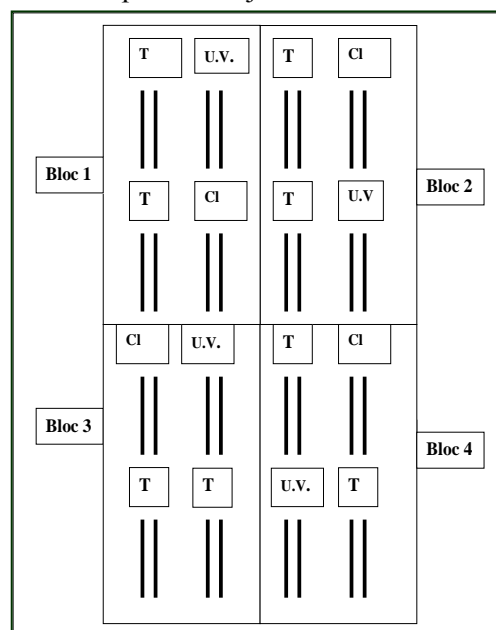 T U.V. T Cl
Bloc 1
T Cl T U.V
Bloc 2
Cl U.V. T Cl
Bloc 3
Bloc 4
T T U.V. T